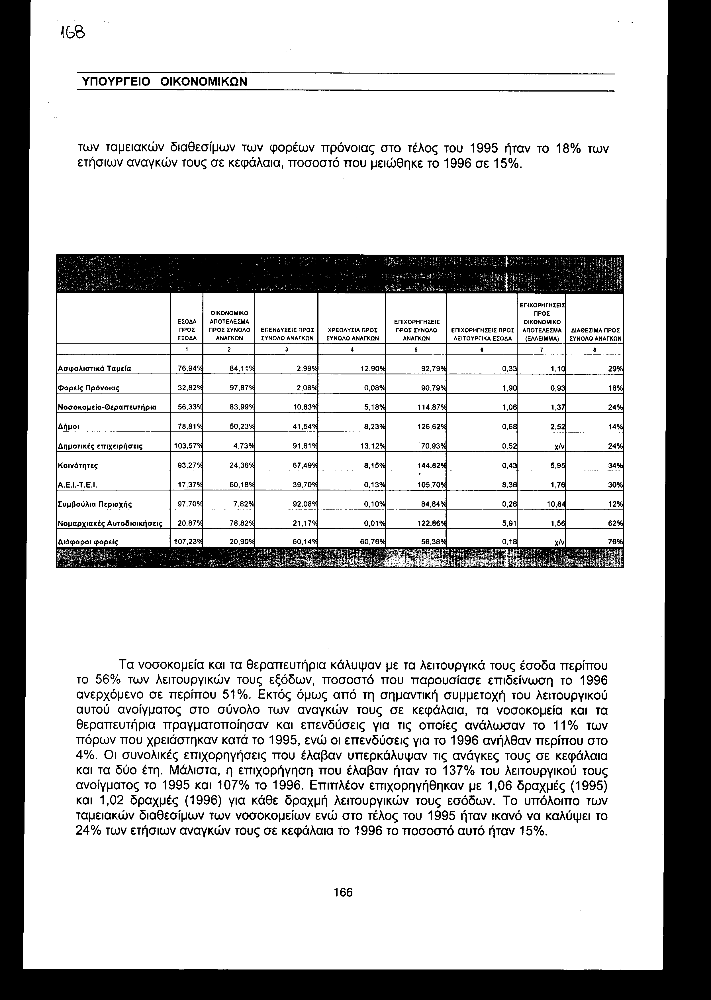 168
ΥΠΟΥΡΓΕΙΟ ΟΙΚΟΝΟΜΙΚΩΝ
των ταμειακών διαθεσίμων των φορέων πρόνοιας στο τέλος του 1995 ήταν το 18% των
ετήσιων αναγκών τους σε κεφάλαια, ποσοστό που μειώθηκε το 1996 σε 15%.
ΕΣΟΔΑ ΠΡΟΣ ΕΞΟΔΑ
ΟΙΚΟΝΟΜΙΚΟ ΑΠΟΤΕΛΕΣΜΑ ΠΡΟΣ ΣΥΝΟΛΟ ΑΝΑΓΚΩΝ
ΕΠΕΝΔΥΣΕΙΣ ΠΡΟΣ ΣΥΝΟΛΟ ΑΝΑΓΚΩΝ
ΧΡΕΩΛΥΣΙΑ ΠΡΟΣ ΣΥΝΟΛΟ ΑΝΑΓΚΩΝ
ΕΠΙΧΟΡΗΓΗΣΕΙΣ ΠΡΟΣ ΣΥΝΟΛΟ ΑΝΑΓΚΩΝ
ΕΠΙΧΟΡΗΓΗΣΕΙΣ ΠΡΟΣ ΛΕΙΤΟΥΡΓΙΚΑ ΕΣΟΔΑ
ΕΠΙΧΟΡΗΓΗΣΕΙΣ ΠΡΟΣ ΟΙΚΟΝΟΜΙΚΟ ΑΠΟΤΕΛΕΣΜΑ (ΕΛΛΕΙΜΜΑ)
ΔΙΑΘΕΣΙΜΑ ΠΡΟΣ ΣΥΝΟΛΟ ΑΝΑΓΚΩΝ
1 2 3 4 5 6 7 8
Ασφαλιστικά Ταμεία 76,94% 84,11% 2,99% 12,90% 92,79% 0,33 1,10 29%
Φορείς Πρόνοιας 32,82% 97,87% 2,06% 0,08% 90,79% 1,90 0,93 18%
Νοσοκομεία-Θεραπευτήρια 56,33% 83,99% 10,83% 5,18% 114,87% 1,06 1,37 24%
Δήμοι 78,81% 50,23% 41,54% 8,23% 126,62% 0,68 2,52 14%
Δημοτικές επιχειρήσεις 103,57% 4,73% 91,61% 13,12% 70,93% 0,52 χ/ν 24%
Κοινότητες 93,27% 24,36% 67,49% 8,15% 144,82% 0,43 5,95 34%
Α.Ε.Ι.-Τ.Ε.Ι. 17,37% 60,18% 39,70% 0,13% 105,70% 8,36 1,76 30%
Συμβούλια Περιοχής 97,70% 7,82% 92,08% 0,10% 84,84% 0,26 10,84 12%
Νομαρχιακές Αυτοδιοικήσεις 20,87% 78,82% 21,17% 0,01% 122,86% 5,91 1,56 62%
Διάφοροι φορείς 107,23% 20,90% 60,14% 60,76% 56,38% 0,18 χ/ν 76%
Τα νοσοκομεία και τα θεραπευτήρια κάλυψαν με τα λειτουργικά τους έσοδα περίπου
το 56% των λειτουργικών τους εξόδων, ποσοστό που παρουσίασε επιδείνωση το 1996
ανερχόμενο σε περίπου 51%. Εκτός όμως από τη σημαντική συμμετοχή του λειτουργικού
αυτού ανοίγματος στο σύνολο των αναγκών τους σε κεφάλαια, τα νοσοκομεία και τα
θεραπευτήρια πραγματοποίησαν και επενδύσεις για τις οποίες ανάλωσαν το 11% των
πόρων που χρειάστηκαν κατά το 1995, ενώ οι επενδύσεις για το 1996 ανήλθαν περίπου στο
4%. Οι συνολικές επιχορηγήσεις που έλαβαν υπερκάλυψαν τις ανάγκες τους σε κεφάλαια
και τα δύο έτη. Μάλιστα, η επιχορήγηση που έλαβαν ήταν το 137% του λειτουργικού τους
ανοίγματος το 1995 και 107% το 1996. Επιπλέον επιχορηγήθηκαν με 1,06 δραχμές (1995)
και 1,02 δραχμές (1996) για κάθε δραχμή λειτουργικών τους εσόδων. Το υπόλοιπο των
ταμειακών διαθεσίμων των νοσοκομείων ενώ στο τέλος του 1995 ήταν ικανό να καλύψει το
24% των ετήσιων αναγκών τους σε κεφάλαια το 1996 το ποσοστό αυτό ήταν 15%.
166